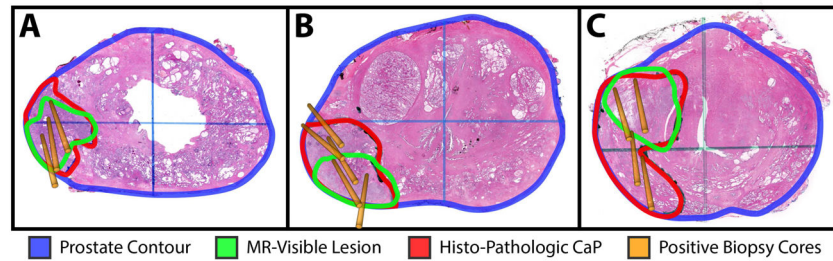 A
B
C
Prostate Contour
MR-Visible Lesion
Histo-Pathologic CaP
Positive Biopsy Cores